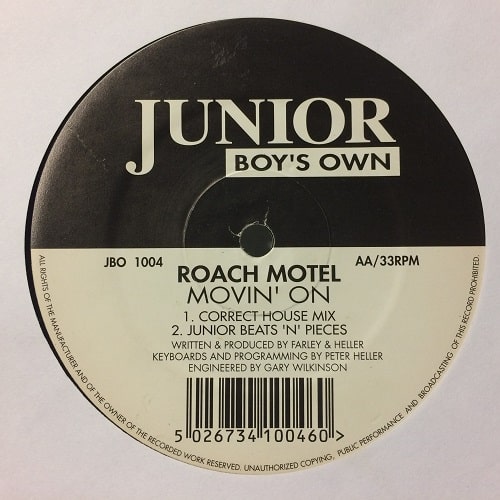 JUNIOR
BOY'S OWN
JBO 1004
AA/33RPM
ROACH MOTEL
MOVIN' ON
1. CORRECT HOUSE MIX
2. JUNIOR BEATS 'N' PIECES
WRITTEN & PRODUCED BY FARLEY & HELLER
KEYBOARDS AND PROGRAMMING BY PETER HELLER
ENGINEERED BY GARY WILKINSON
5 026734 100460 >
ALL RIGHTS OF THE MANUFACTURER AND OF THE OWNER OF THE RECORDED WORK RESERVED. UNAUTHORIZED COPYING, PUBLIC PERFORMANCE AND BROADCASTING OF THIS RECORD PROHIBITED.